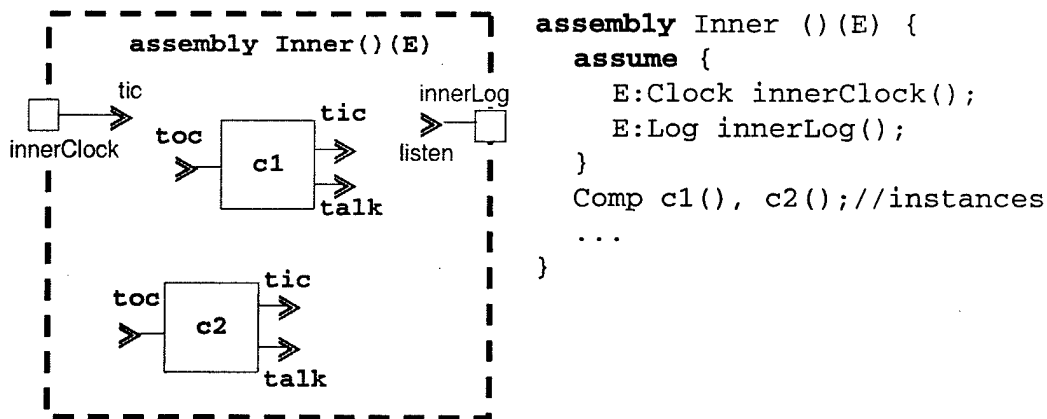 assembly Inner()(E)
tic
innerClock
innerLog
listen
toc
c1
tic
talk
toc
c2
tic
talk
assembly Inner ()(E) {
assume {
E:Clock innerClock();
E:Log innerLog();
}
Comp c1(), c2();//instances
...
}